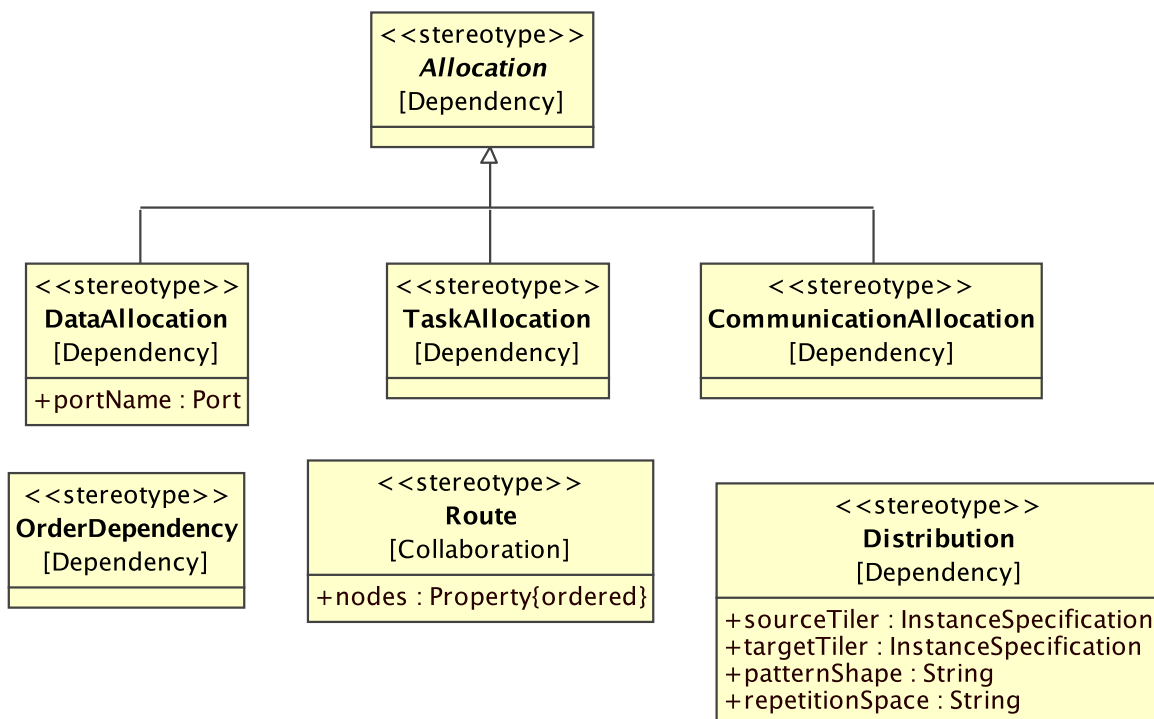 <<stereotype>>
Allocation
[Dependency]
<<stereotype>>
DataAllocation
[Dependency]
+portName : Port
<<stereotype>>
TaskAllocation
[Dependency]
<<stereotype>>
CommunicationAllocation
[Dependency]
<<stereotype>>
OrderDependency
[Dependency]
<<stereotype>>
Route
[Collaboration]
+nodes : Property{ordered}
<<stereotype>>
Distribution
[Dependency]
+sourceTiler : InstanceSpecification
+targetTiler : InstanceSpecification
+patternShape : String
+repetitionSpace : String